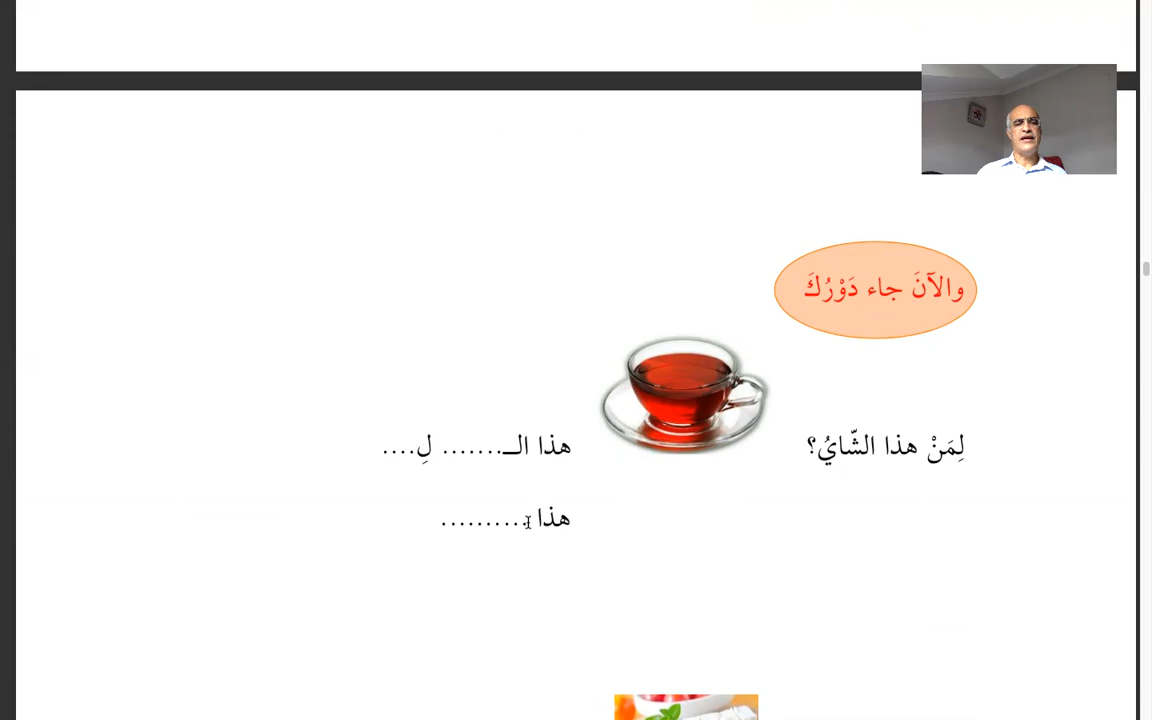 والآنَ جاء دَوْرُكَ
لِمَنْ هذا الشّايُ؟
هذا الـ....... لِ....
هذا ..........